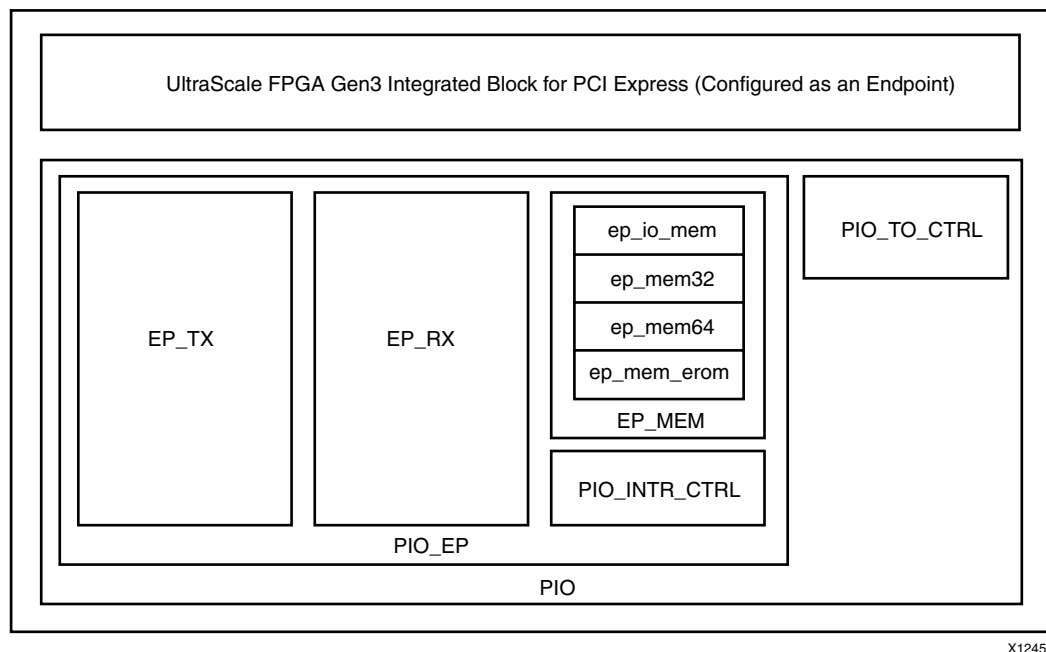 UltraScale FPGA Gen3 Integrated Block for PCI Express (Configured as an Endpoint)
EP_TX
EP_RX
ep_io_mem
ep_mem32
ep_mem64
ep_mem_erom
EP_MEM
PIO_INTR_CTRL
PIO_TO_CTRL
PIO_EP
PIO
X1245